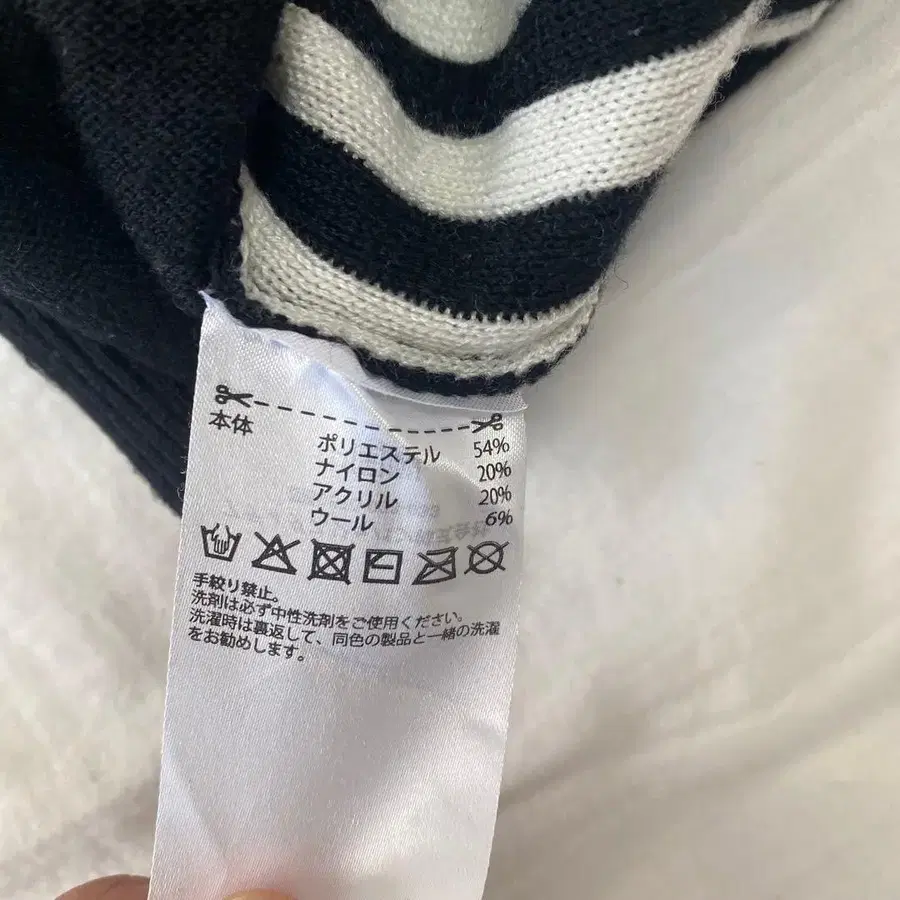 本体
ポリエステル 54%
ナイロン 20%
アクリル 20%
ウール 6%
手絞り禁止。
洗剤は必ず中性洗剤をご使用ください。
洗濯時は裏返して、同色の製品と一緒の洗濯
をお勧めします。